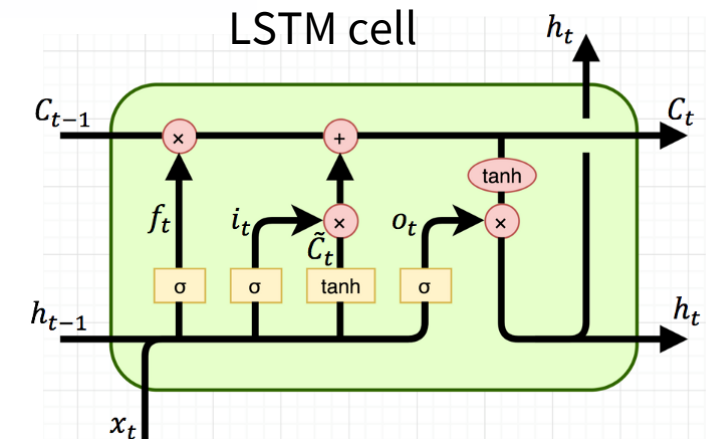 LSTM cell
h_t
C_{t-1}
C_t
×
+
tanh
f_t
i_t
×
o_t
×
C̃_t
σ
σ
tanh
σ
h_{t-1}
h_t
x_t